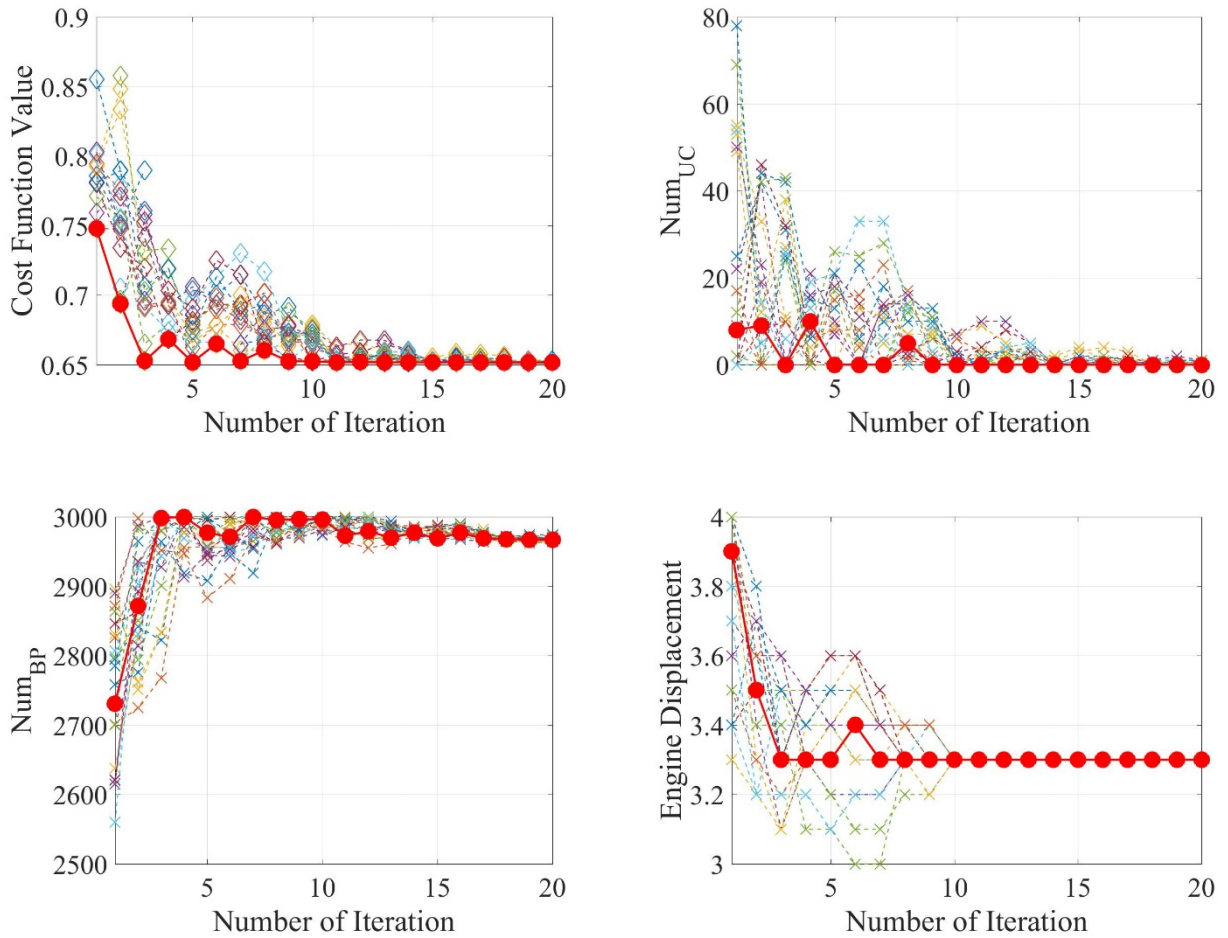 0.9
0.85
0.8
0.75
0.7
0.65
Cost Function Value
5 10 15 20
Number of Iteration
80
60
40
20
0
Num_UC
5 10 15 20
Number of Iteration
3000
2900
2800
2700
2600
2500
Num_BP
5 10 15 20
Number of Iteration
4
3.8
3.6
3.4
3.2
3
Engine Displacement
5 10 15 20
Number of Iteration